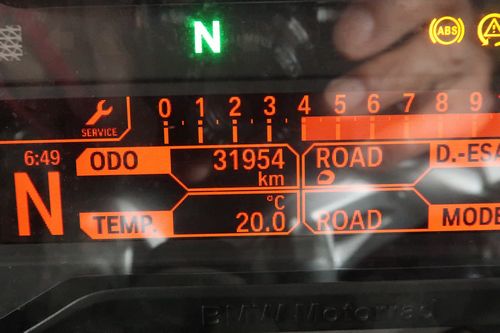 N
ABS
0 1 2 3 4 5 6 7 8 9
SERVICE
6:49 ODO 31954 km ROAD D.-ESA
N
TEMP. °C 20.0 ROAD MODE
BMW Motorrad